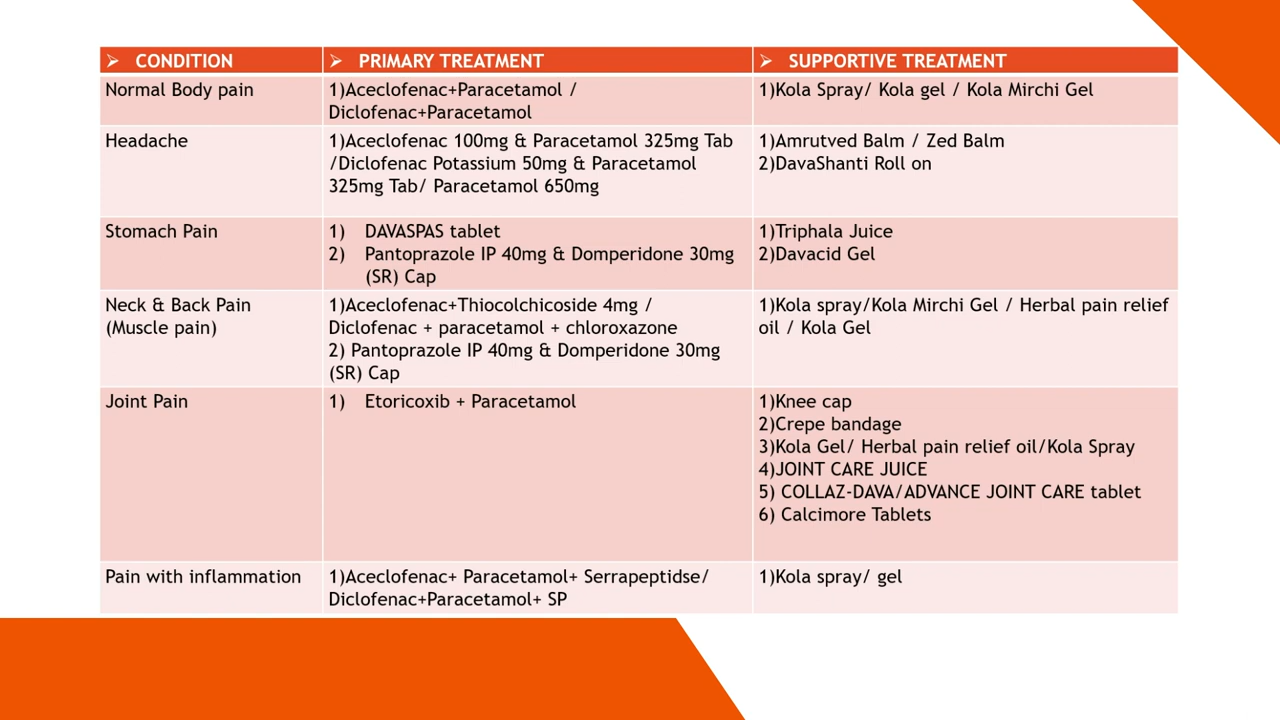 ➢ CONDITION
➢ PRIMARY TREATMENT
➢ SUPPORTIVE TREATMENT
Normal Body pain
1)Aceclofenac+Paracetamol /
Diclofenac+Paracetamol
1)Kola Spray/ Kola gel / Kola Mirchi Gel
Headache
1)Aceclofenac 100mg & Paracetamol 325mg Tab
/Diclofenac Potassium 50mg & Paracetamol
325mg Tab/ Paracetamol 650mg
1)Amrutved Balm / Zed Balm
2)DavaShanti Roll on
Stomach Pain
1) DAVASPAS tablet
2) Pantoprazole IP 40mg & Domperidone 30mg
(SR) Cap
1)Triphala Juice
2)Davacid Gel
Neck & Back Pain
(Muscle pain)
1)Aceclofenac+Thiocolchicoside 4mg /
Diclofenac + paracetamol + chloroxazone
2) Pantoprazole IP 40mg & Domperidone 30mg
(SR) Cap
1)Kola spray/Kola Mirchi Gel / Herbal pain relief
oil / Kola Gel
Joint Pain
1) Etoricoxib + Paracetamol
1)Knee cap
2)Crepe bandage
3)Kola Gel/ Herbal pain relief oil/Kola Spray
4)JOINT CARE JUICE
5) COLLAZ-DAVA/ADVANCE JOINT CARE tablet
6) Calcimore Tablets
Pain with inflammation
1)Aceclofenac+ Paracetamol+ Serrapeptidse/
Diclofenac+Paracetamol+ SP
1)Kola spray/ gel